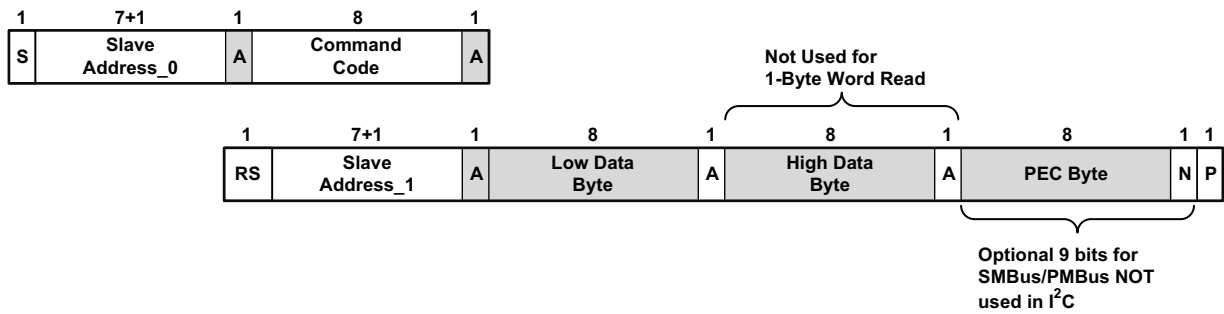 1 7+1 1 8 1
S Slave Address_0 A Command Code A
Not Used for
1-Byte Word Read
1 7+1 1 8 1 8 1 8 1 1
RS Slave Address_1 A Low Data Byte A High Data Byte A PEC Byte N P
Optional 9 bits for
SMBus/PMBus NOT
used in I²C